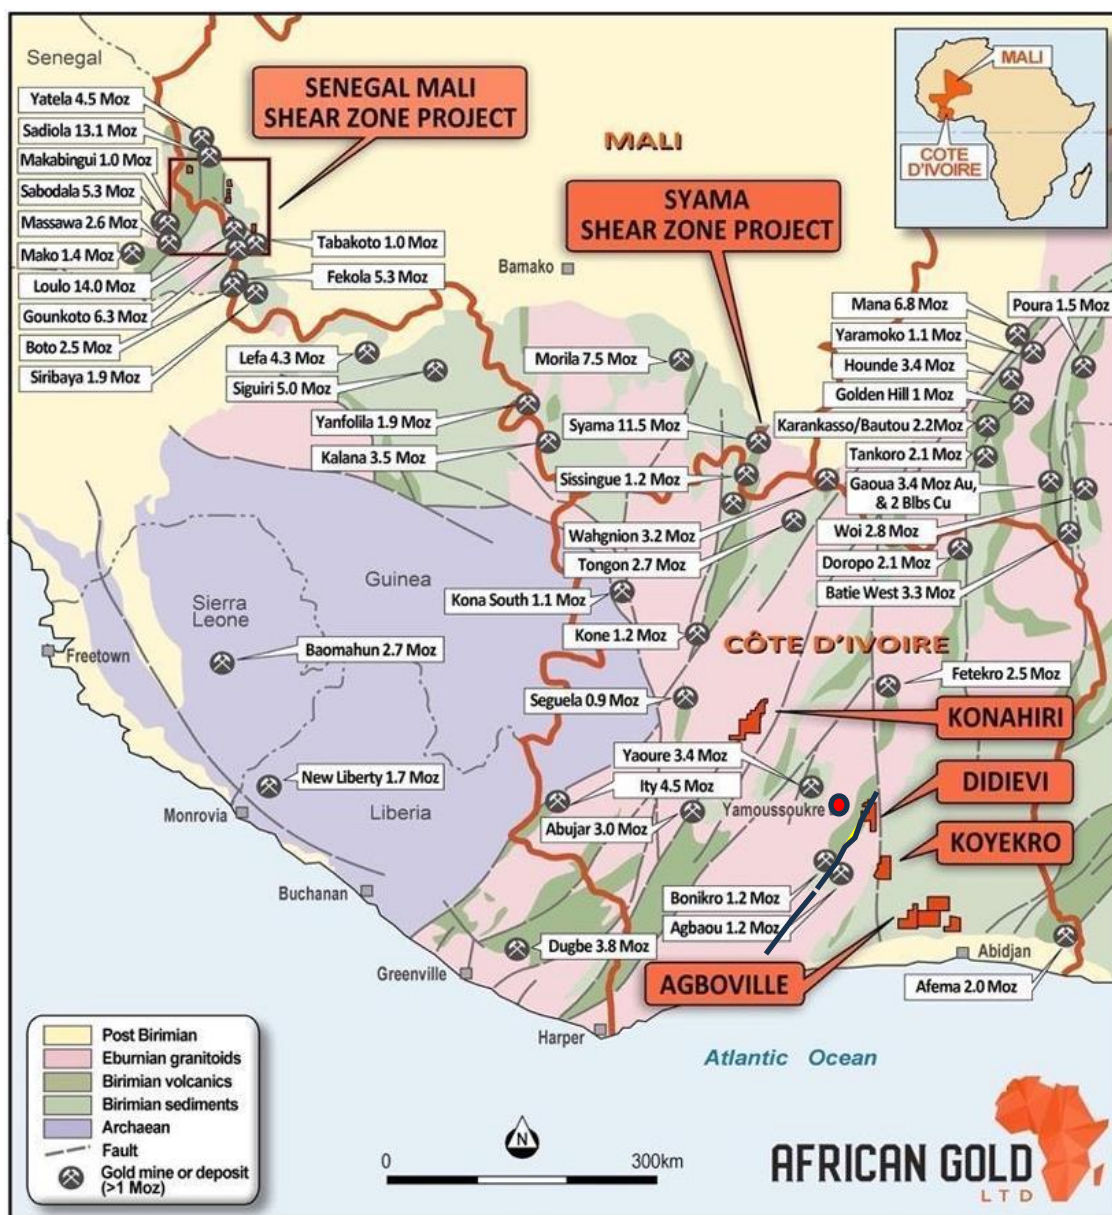 Senegal
Yatela 4.5 Moz
Sadiola 13.1 Moz
Makabingui 1.0 Moz
Sabodala 5.3 Moz
Massawa 2.6 Moz
Mako 1.4 Moz
Loulo 14.0 Moz
Gounkoto 6.3 Moz
Boto 2.5 Moz
Siribaya 1.9 Moz
SENEGAL MALI
SHEAR ZONE PROJECT
Tabakoto 1.0 Moz
Fekola 5.3 Moz
MALI
SYAMA
SHEAR ZONE PROJECT
MALI
COTE
D'IVOIRE
Bamako
Lefa 4.3 Moz
Siguiri 5.0 Moz
Yanfolila 1.9 Moz
Kalana 3.5 Moz
Morila 7.5 Moz
Syama 11.5 Moz
Sissingue 1.2 Moz
Wahgnion 3.2 Moz
Tongon 2.7 Moz
Mana 6.8 Moz
Poura 1.5 Moz
Yaramoko 1.1 Moz
Hounde 3.4 Moz
Golden Hill 1 Moz
Karankasso/Bautou 2.2Moz
Tankoro 2.1 Moz
Gaoua 3.4 Moz Au,
& 2 Blbs Cu
Woi 2.8 Moz
Doropo 2.1 Moz
Batie West 3.3 Moz
Guinea
Sierra
Leone
Freetown
Baomahun 2.7 Moz
Kona South 1.1 Moz
Kone 1.2 Moz
CÔTE D'IVOIRE
Seguela 0.9 Moz
Fetekro 2.5 Moz
KONAHIRI
New Liberty 1.7 Moz
Monrovia
Liberia
Yaoure 3.4 Moz
Ity 4.5 Moz
Abujar 3.0 Moz
Yamoussoukre
DIDIEVI
KOYEKRO
Buchanan
Bonikro 1.2 Moz
Agbaou 1.2 Moz
Dugbe 3.8 Moz
Greenville
AGBOVILLE
Abidjan
Afema 2.0 Moz
Harper
Atlantic Ocean
Post Birimian
Eburnian granitoids
Birimian volcanics
Birimian sediments
Archaean
Fault
Gold mine or deposit
(>1 Moz)
N
0 300km
AFRICAN GOLD
LTD